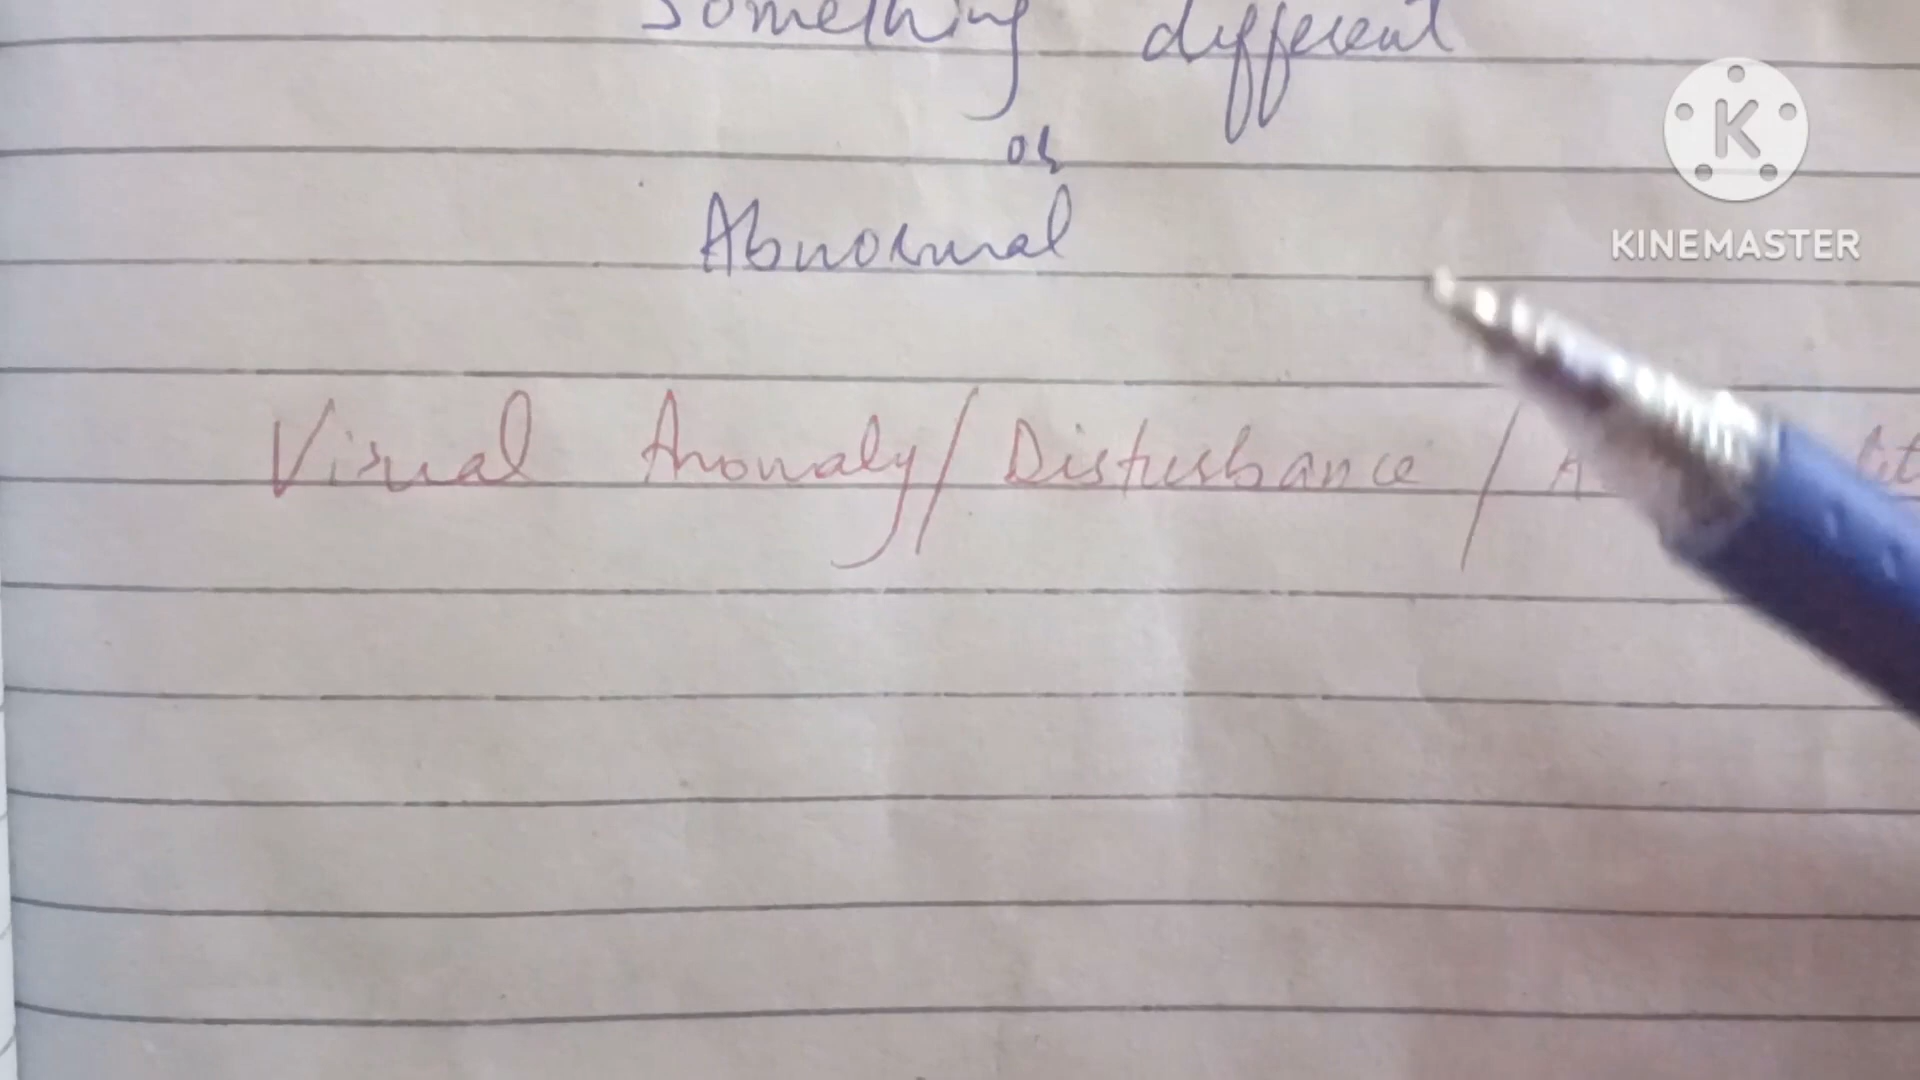 Something different
or
Abnormal
KINEMASTER
Visual Anomaly/Disturbance/